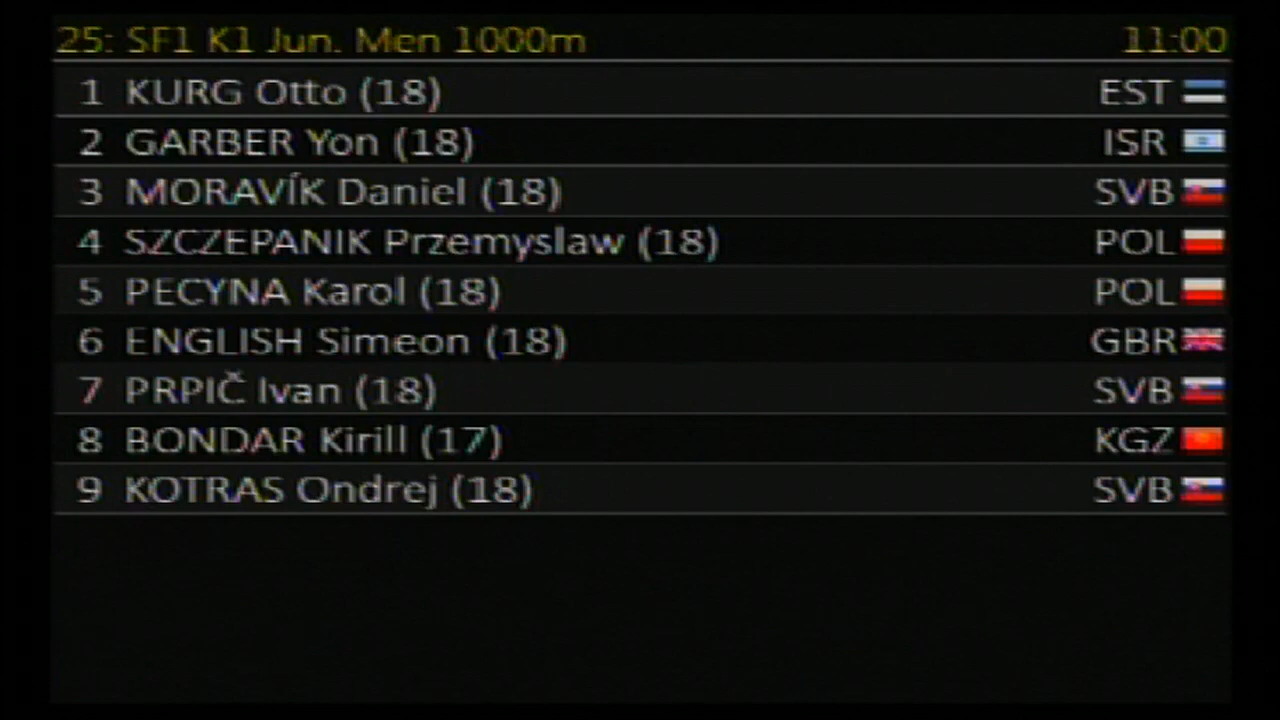 25: SF1 K1 Jun. Men 1000m 11:00
1 KURG Otto (18) EST
2 GARBER Yon (18) ISR
3 MORAVÍK Daniel (18) SVB
4 SZCZEPANIK Przemyslaw (18) POL
5 PECYNA Karol (18) POL
6 ENGLISH Simeon (18) GBR
7 PRPIČ Ivan (18) SVB
8 BONDAR Kirill (17) KGZ
9 KOTRAS Ondrej (18) SVB